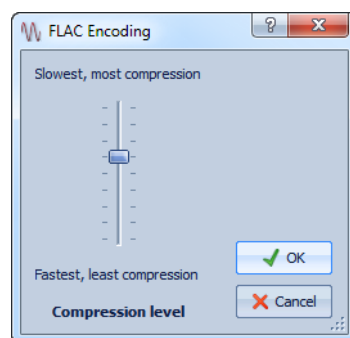 FLAC Encoding
?
Slowest, most compression
Fastest, least compression
OK
Compression level
Cancel